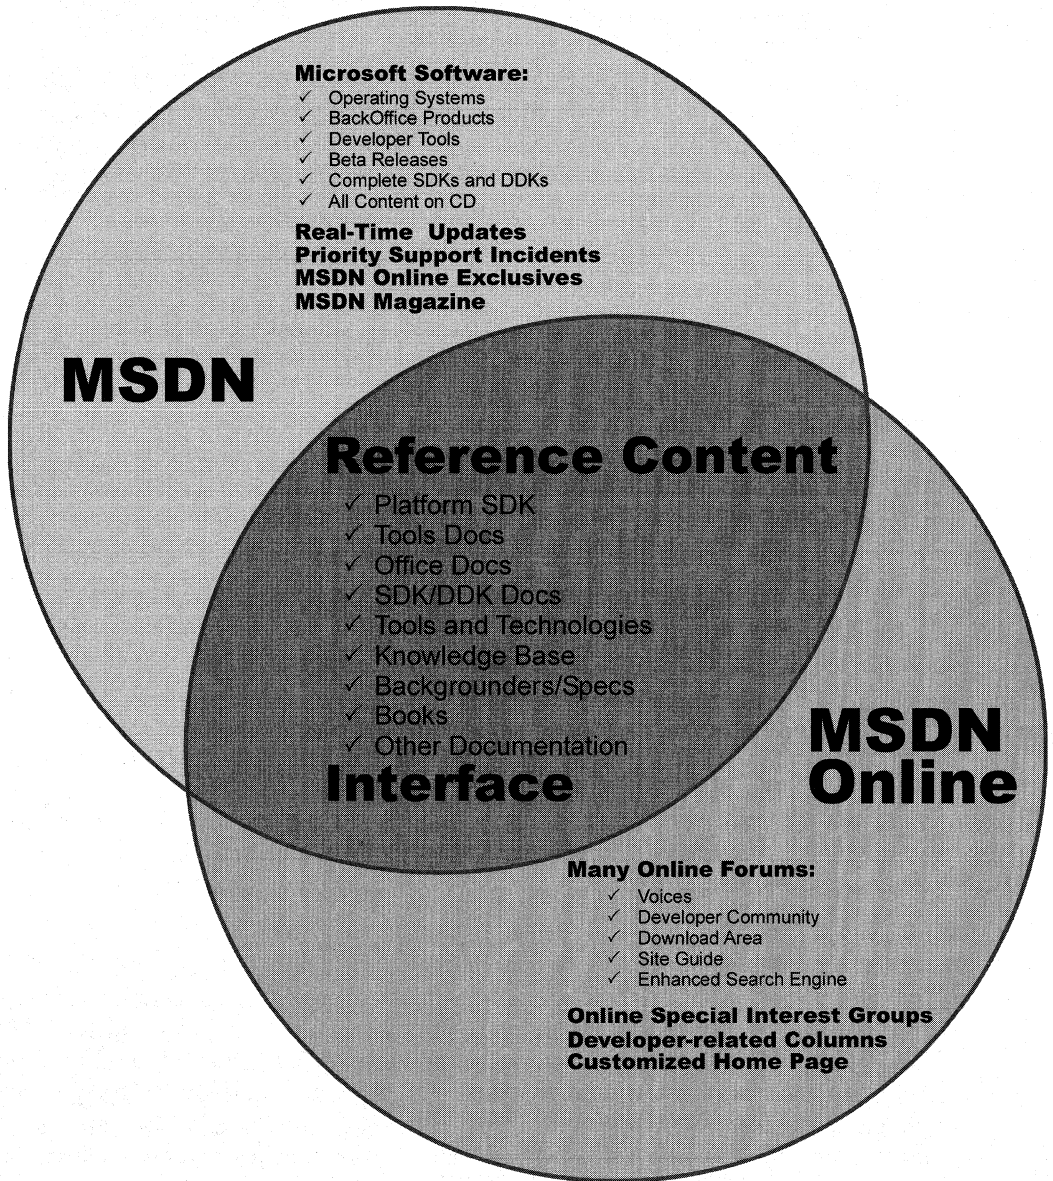 Microsoft Software:
✓ Operating Systems
✓ BackOffice Products
✓ Developer Tools
✓ Beta Releases
✓ Complete SDKs and DDKs
✓ All Content on CD
Real-Time Updates
Priority Support Incidents
MSDN Online Exclusives
MSDN Magazine
MSDN
Reference Content
✓ Platform SDK
✓ Tools Docs
✓ Office Docs
✓ SDK/DDK Docs
✓ Tools and Technologies
✓ Knowledge Base
✓ Backgrounders/Specs
✓ Books
✓ Other Documentation
Interface
MSDN
Online
Many Online Forums:
✓ Voices
✓ Developer Community
✓ Download Area
✓ Site Guide
✓ Enhanced Search Engine
Online Special Interest Groups
Developer-related Columns
Customized Home Page